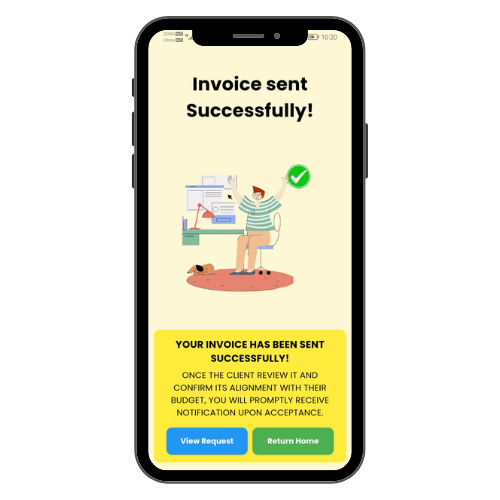 10:20
Invoice sent
Successfully!
YOUR INVOICE HAS BEEN SENT
SUCCESSFULLY!
ONCE THE CLIENT REVIEW IT AND
CONFIRM ITS ALIGNMENT WITH THEIR
BUDGET, YOU WILL PROMPTLY RECEIVE
NOTIFICATION UPON ACCEPTANCE.
View Request
Return Home